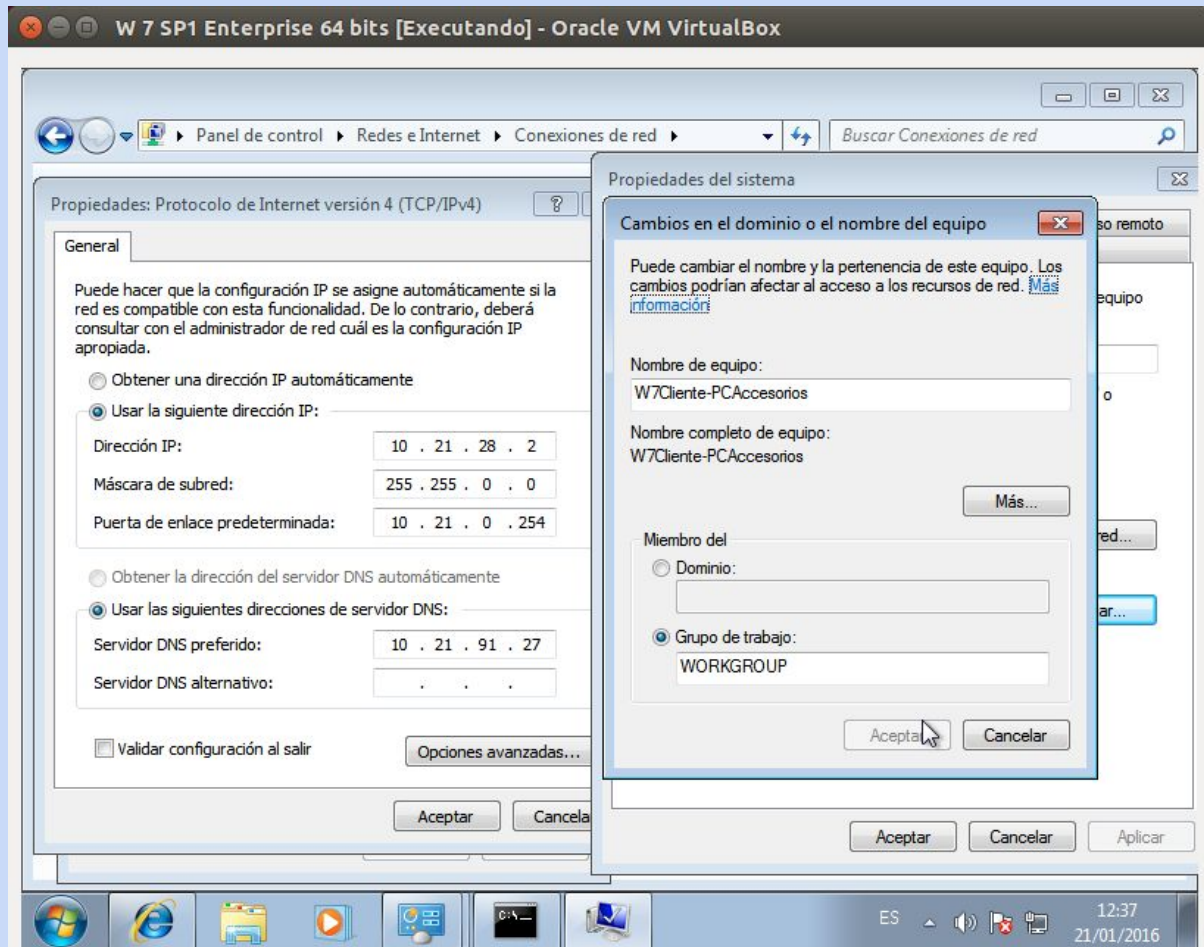 W 7 SP1 Enterprise 64 bits [Executando] - Oracle VM VirtualBox
Panel de control Redes e Internet Conexiones de red
Buscar Conexiones de red
Propiedades: Protocolo de Internet versión 4 (TCP/IPv4)
General
Puede hacer que la configuración IP se asigne automáticamente si la
red es compatible con esta funcionalidad. De lo contrario, deberá
consultar con el administrador de red cuál es la configuración IP
apropiada.
Obtener una dirección IP automáticamente
Usar la siguiente dirección IP:
Dirección IP: 10 . 21 . 28 . 2
Máscara de subred: 255 . 255 . 0 . 0
Puerta de enlace predeterminada: 10 . 21 . 0 . 254
Obtener la dirección del servidor DNS automáticamente
Usar las siguientes direcciones de servidor DNS:
Servidor DNS preferido: 10 . 21 . 91 . 27
Servidor DNS alternativo: . . .
Validar configuración al salir
Opciones avanzadas...
Aceptar
Cancela
Propiedades del sistema
so remoto
equipo
o
red...
ar...
Cambios en el dominio o el nombre del equipo
Puede cambiar el nombre y la pertenencia de este equipo. Los
cambios podrían afectar al acceso a los recursos de red. Más
información
Nombre de equipo:
W7Cliente-PCAccesorios
Nombre completo de equipo:
W7Cliente-PCAccesorios
Más...
Miembro del
Dominio:
Grupo de trabajo:
WORKGROUP
Aceptar
Cancelar
Aceptar
Cancelar
Aplicar
C:\_
ES
12:37
21/01/2016